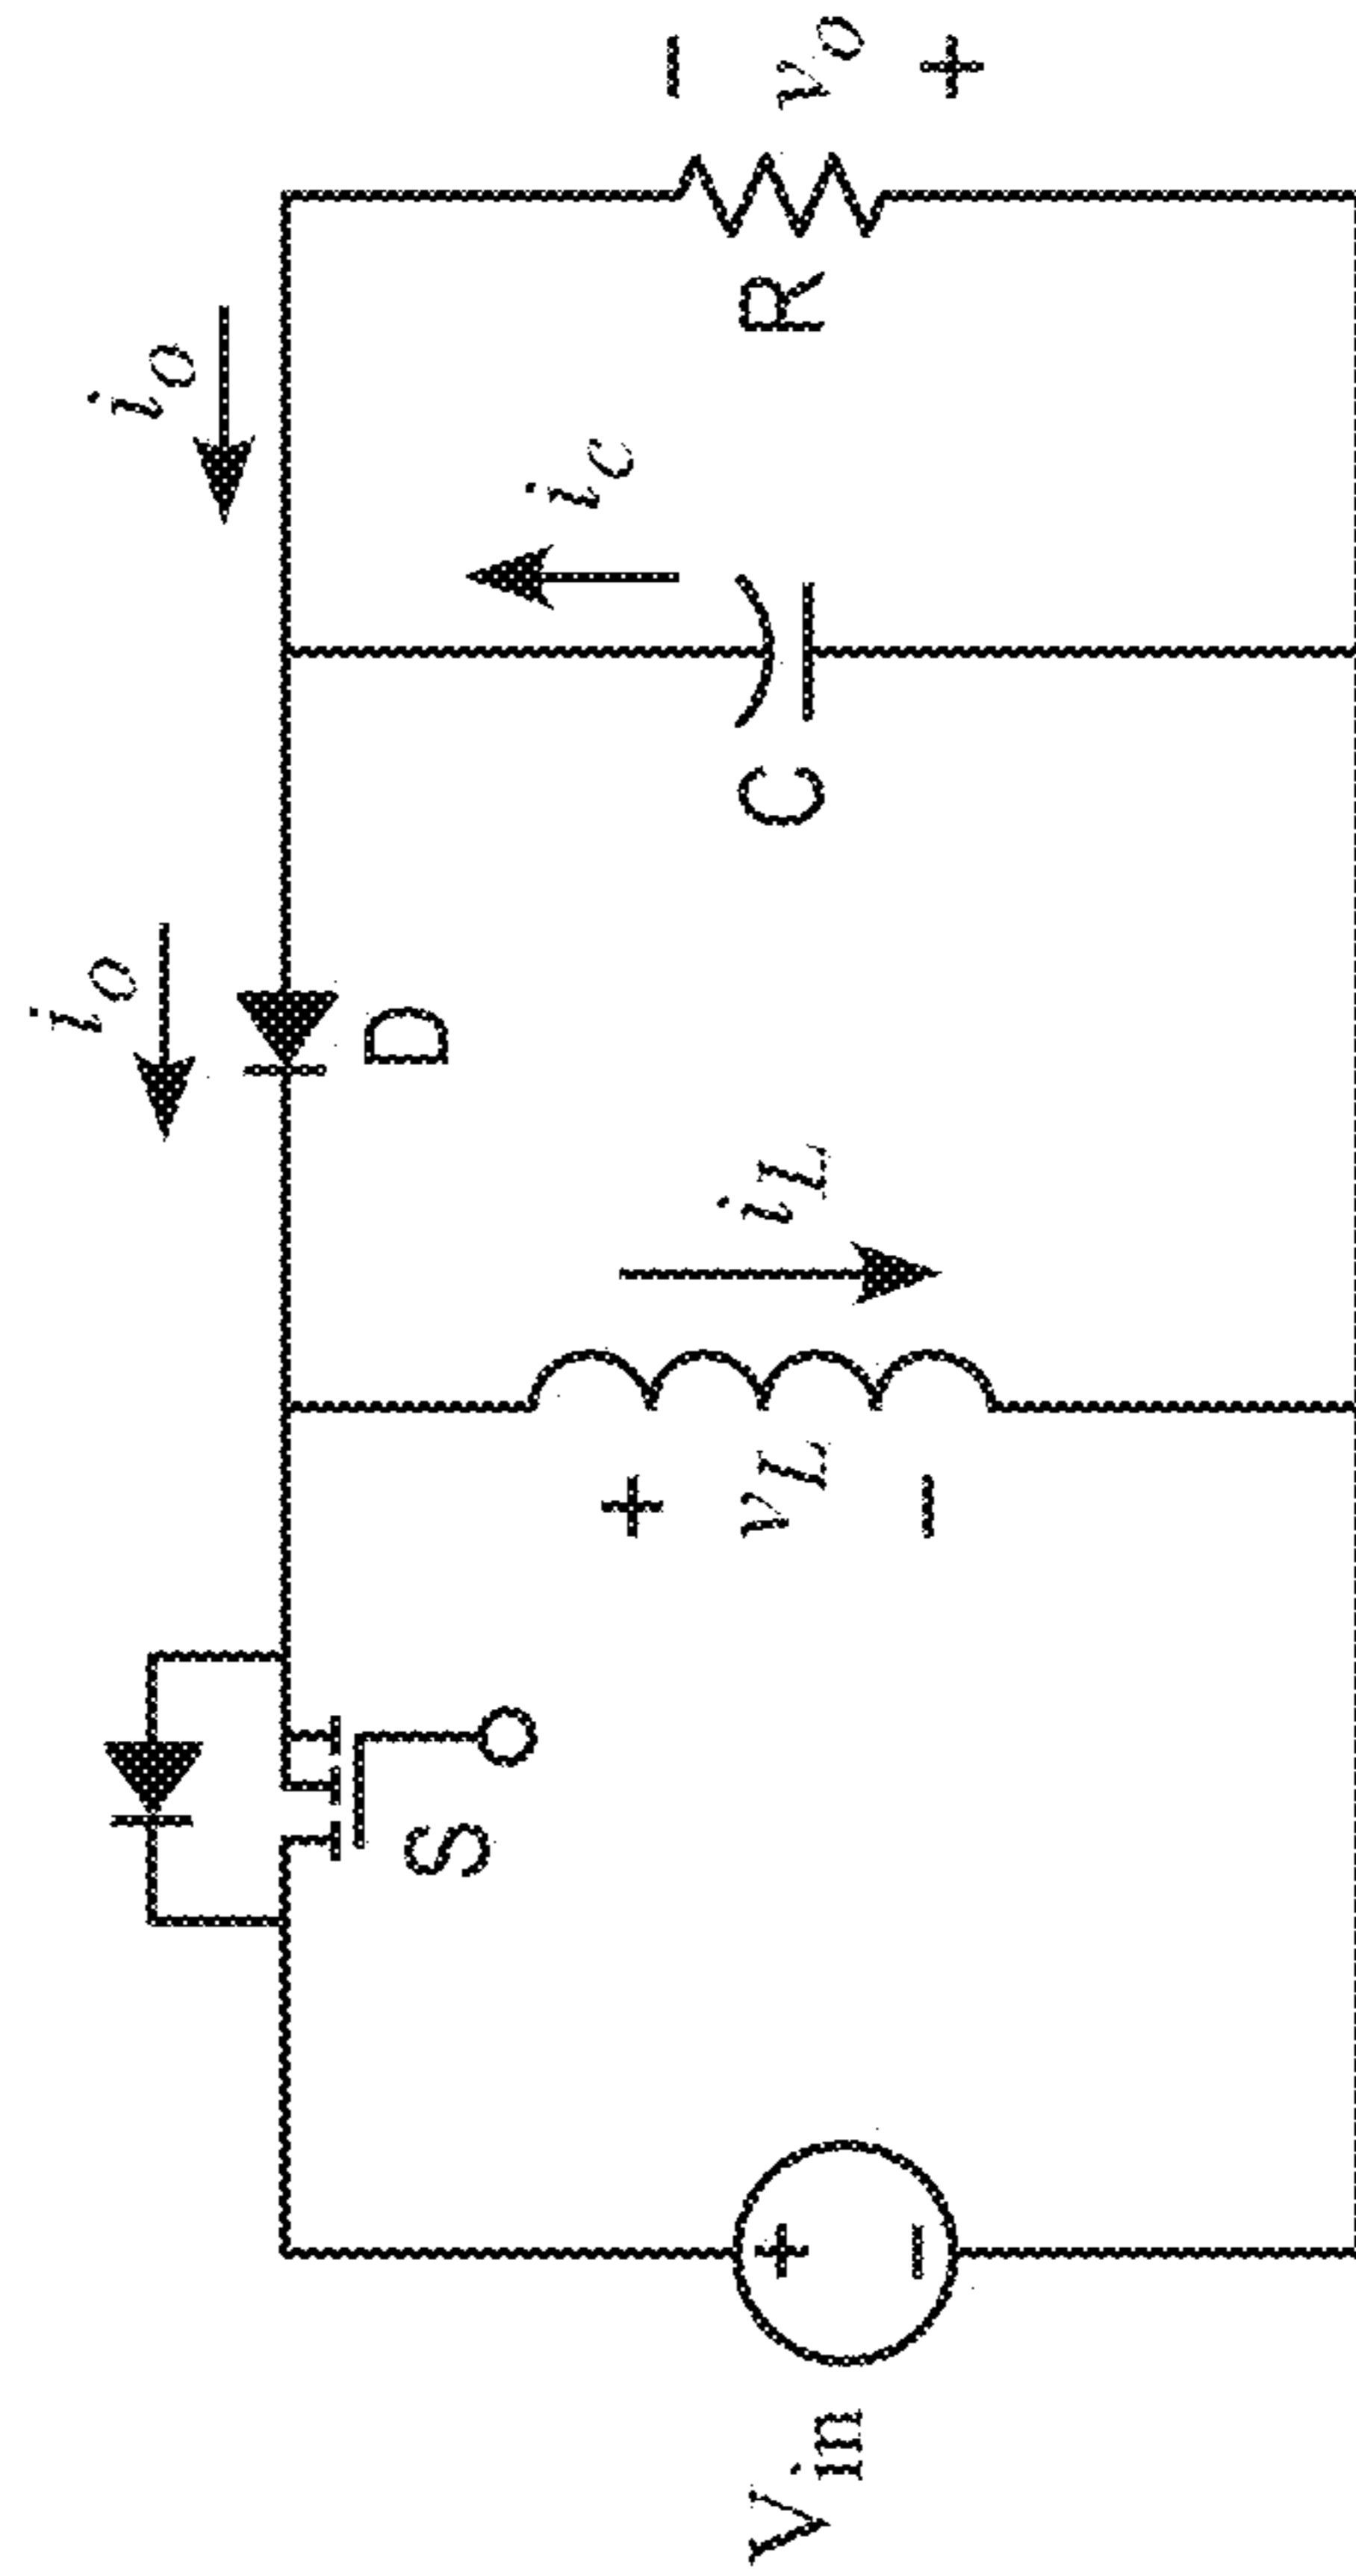 i_o
i_o
i_c
D
i_L
+
v_L
−
C
R
−
v_o
+
S
V_in
+
−